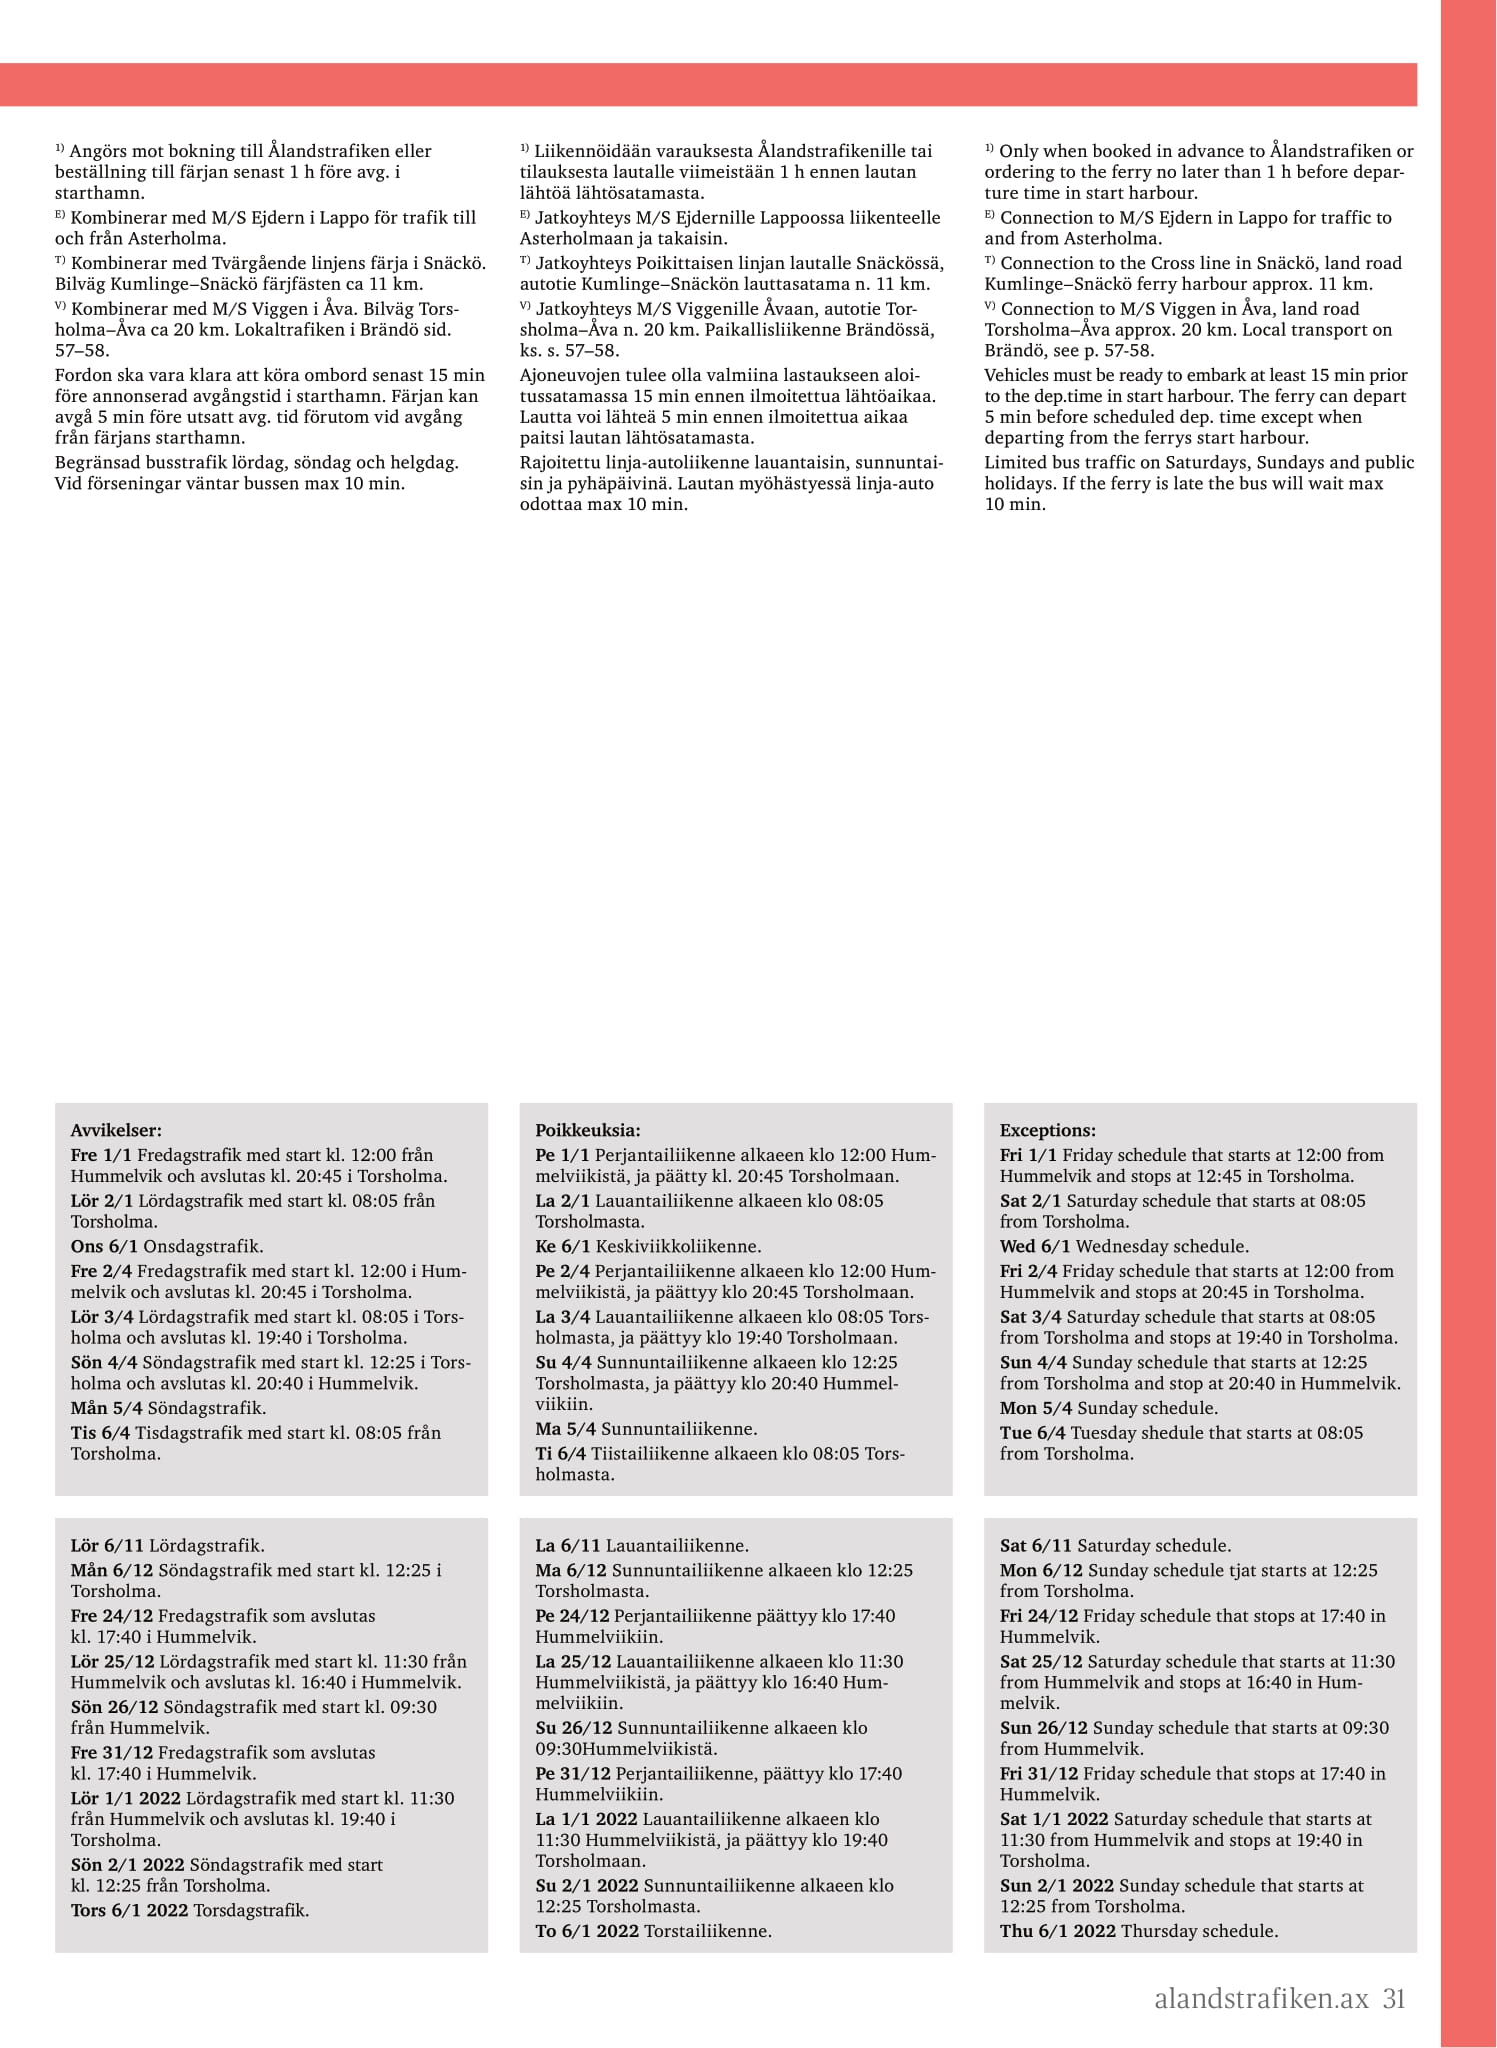 ¹⁾ Angörs mot bokning till Ålandstrafiken eller
beställning till färjan senast 1 h före avg. i
starthamn.
ᴱ⁾ Kombinerar med M/S Ejdern i Lappo för trafik till
och från Asterholma.
ᵀ⁾ Kombinerar med Tvärgående linjens färja i Snäckö.
Bilväg Kumlinge–Snäckö färjfästen ca 11 km.
ⱽ⁾ Kombinerar med M/S Viggen i Åva. Bilväg Tors-
holma–Åva ca 20 km. Lokaltrafiken i Brändö sid.
57–58.
Fordon ska vara klara att köra ombord senast 15 min
före annonserad avgångstid i starthamn. Färjan kan
avgå 5 min före utsatt avg. tid förutom vid avgång
från färjans starthamn.
Begränsad busstrafik lördag, söndag och helgdag.
Vid förseningar väntar bussen max 10 min.
¹⁾ Liikennöidään varauksesta Ålandstrafikenille tai
tilauksesta lautalle viimeistään 1 h ennen lautan
lähtöä lähtösatamasta.
ᴱ⁾ Jatkoyhteys M/S Ejdernille Lappoossa liikenteelle
Asterholmaan ja takaisin.
ᵀ⁾ Jatkoyhteys Poikittaisen linjan lautalle Snäckössä,
autotie Kumlinge–Snäckön lauttasatama n. 11 km.
ⱽ⁾ Jatkoyhteys M/S Viggenille Åvaan, autotie Tor-
sholma–Åva n. 20 km. Paikallisliikenne Brändössä,
ks. s. 57–58.
Ajoneuvojen tulee olla valmiina lastaukseen aloi-
tussatamassa 15 min ennen ilmoitettua lähtöaikaa.
Lautta voi lähteä 5 min ennen ilmoitettua aikaa
paitsi lautan lähtösatamasta.
Rajoitettu linja-autoliikenne lauantaisin, sunnuntai-
sin ja pyhäpäivinä. Lautan myöhästyessä linja-auto
odottaa max 10 min.
¹⁾ Only when booked in advance to Ålandstrafiken or
ordering to the ferry no later than 1 h before depar-
ture time in start harbour.
ᴱ⁾ Connection to M/S Ejdern in Lappo for traffic to
and from Asterholma.
ᵀ⁾ Connection to the Cross line in Snäckö, land road
Kumlinge–Snäckö ferry harbour approx. 11 km.
ⱽ⁾ Connection to M/S Viggen in Åva, land road
Torsholma–Åva approx. 20 km. Local transport on
Brändö, see p. 57-58.
Vehicles must be ready to embark at least 15 min prior
to the dep.time in start harbour. The ferry can depart
5 min before scheduled dep. time except when
departing from the ferrys start harbour.
Limited bus traffic on Saturdays, Sundays and public
holidays. If the ferry is late the bus will wait max
10 min.
Avvikelser:
Fre 1/1 Fredagstrafik med start kl. 12:00 från
Hummelvik och avslutas kl. 20:45 i Torsholma.
Lör 2/1 Lördagstrafik med start kl. 08:05 från
Torsholma.
Ons 6/1 Onsdagstrafik.
Fre 2/4 Fredagstrafik med start kl. 12:00 i Hum-
melvik och avslutas kl. 20:45 i Torsholma.
Lör 3/4 Lördagstrafik med start kl. 08:05 i Tors-
holma och avslutas kl. 19:40 i Torsholma.
Sön 4/4 Söndagstrafik med start kl. 12:25 i Tors-
holma och avslutas kl. 20:40 i Hummelvik.
Mån 5/4 Söndagstrafik.
Tis 6/4 Tisdagstrafik med start kl. 08:05 från
Torsholma.
Poikkeuksia:
Pe 1/1 Perjantailiikenne alkaeen klo 12:00 Hum-
melviikistä, ja päätty kl. 20:45 Torsholmaan.
La 2/1 Lauantailiikenne alkaeen klo 08:05
Torsholmasta.
Ke 6/1 Keskiviikkoliikenne.
Pe 2/4 Perjantailiikenne alkaeen klo 12:00 Hum-
melviikistä, ja päättyy klo 20:45 Torsholmaan.
La 3/4 Lauantailiikenne alkaeen klo 08:05 Tors-
holmasta, ja päättyy klo 19:40 Torsholmaan.
Su 4/4 Sunnuntailiikenne alkaeen klo 12:25
Torsholmasta, ja päättyy klo 20:40 Hummel-
viikiin.
Ma 5/4 Sunnuntailiikenne.
Ti 6/4 Tiistailiikenne alkaeen klo 08:05 Tors-
holmasta.
Exceptions:
Fri 1/1 Friday schedule that starts at 12:00 from
Hummelvik and stops at 12:45 in Torsholma.
Sat 2/1 Saturday schedule that starts at 08:05
from Torsholma.
Wed 6/1 Wednesday schedule.
Fri 2/4 Friday schedule that starts at 12:00 from
Hummelvik and stops at 20:45 in Torsholma.
Sat 3/4 Saturday schedule that starts at 08:05
from Torsholma and stops at 19:40 in Torsholma.
Sun 4/4 Sunday schedule that starts at 12:25
from Torsholma and stop at 20:40 in Hummelvik.
Mon 5/4 Sunday schedule.
Tue 6/4 Tuesday shedule that starts at 08:05
from Torsholma.
Lör 6/11 Lördagstrafik.
Mån 6/12 Söndagstrafik med start kl. 12:25 i
Torsholma.
Fre 24/12 Fredagstrafik som avslutas
kl. 17:40 i Hummelvik.
Lör 25/12 Lördagstrafik med start kl. 11:30 från
Hummelvik och avslutas kl. 16:40 i Hummelvik.
Sön 26/12 Söndagstrafik med start kl. 09:30
från Hummelvik.
Fre 31/12 Fredagstrafik som avslutas
kl. 17:40 i Hummelvik.
Lör 1/1 2022 Lördagstrafik med start kl. 11:30
från Hummelvik och avslutas kl. 19:40 i
Torsholma.
Sön 2/1 2022 Söndagstrafik med start
kl. 12:25 från Torsholma.
Tors 6/1 2022 Torsdagstrafik.
La 6/11 Lauantailiikenne.
Ma 6/12 Sunnuntailiikenne alkaeen klo 12:25
Torsholmasta.
Pe 24/12 Perjantailiikenne päättyy klo 17:40
Hummelviikiin.
La 25/12 Lauantailiikenne alkaeen klo 11:30
Hummelviikistä, ja päättyy klo 16:40 Hum-
melviikiin.
Su 26/12 Sunnuntailiikenne alkaeen klo
09:30Hummelviikistä.
Pe 31/12 Perjantailiikenne, päättyy klo 17:40
Hummelviikiin.
La 1/1 2022 Lauantailiikenne alkaeen klo
11:30 Hummelviikistä, ja päättyy klo 19:40
Torsholmaan.
Su 2/1 2022 Sunnuntailiikenne alkaeen klo
12:25 Torsholmasta.
To 6/1 2022 Torstailiikenne.
Sat 6/11 Saturday schedule.
Mon 6/12 Sunday schedule tjat starts at 12:25
from Torsholma.
Fri 24/12 Friday schedule that stops at 17:40 in
Hummelvik.
Sat 25/12 Saturday schedule that starts at 11:30
from Hummelvik and stops at 16:40 in Hum-
melvik.
Sun 26/12 Sunday schedule that starts at 09:30
from Hummelvik.
Fri 31/12 Friday schedule that stops at 17:40 in
Hummelvik.
Sat 1/1 2022 Saturday schedule that starts at
11:30 from Hummelvik and stops at 19:40 in
Torsholma.
Sun 2/1 2022 Sunday schedule that starts at
12:25 from Torsholma.
Thu 6/1 2022 Thursday schedule.
alandstrafiken.ax 31